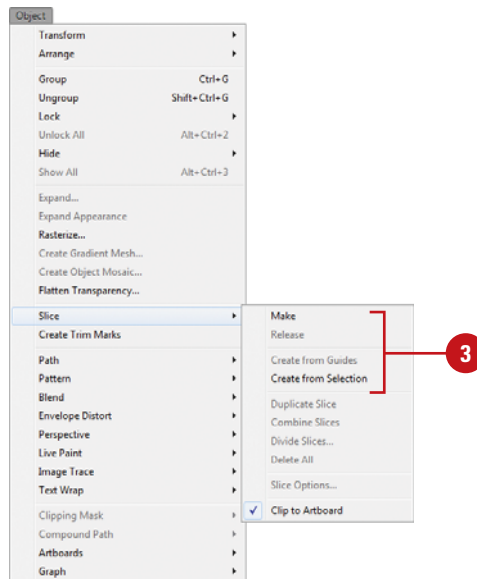 Object
Transform
Arrange
Group Ctrl+G
Ungroup Shift+Ctrl+G
Lock
Unlock All Alt+Ctrl+2
Hide
Show All Alt+Ctrl+3
Expand...
Expand Appearance
Rasterize...
Create Gradient Mesh...
Create Object Mosaic...
Flatten Transparency...
Slice
Create Trim Marks
Path
Pattern
Blend
Envelope Distort
Perspective
Live Paint
Image Trace
Text Wrap
Clipping Mask
Compound Path
Artboards
Graph
Make
Release
Create from Guides
Create from Selection
Duplicate Slice
Combine Slices
Divide Slices...
Delete All
Slice Options...
Clip to Artboard
3